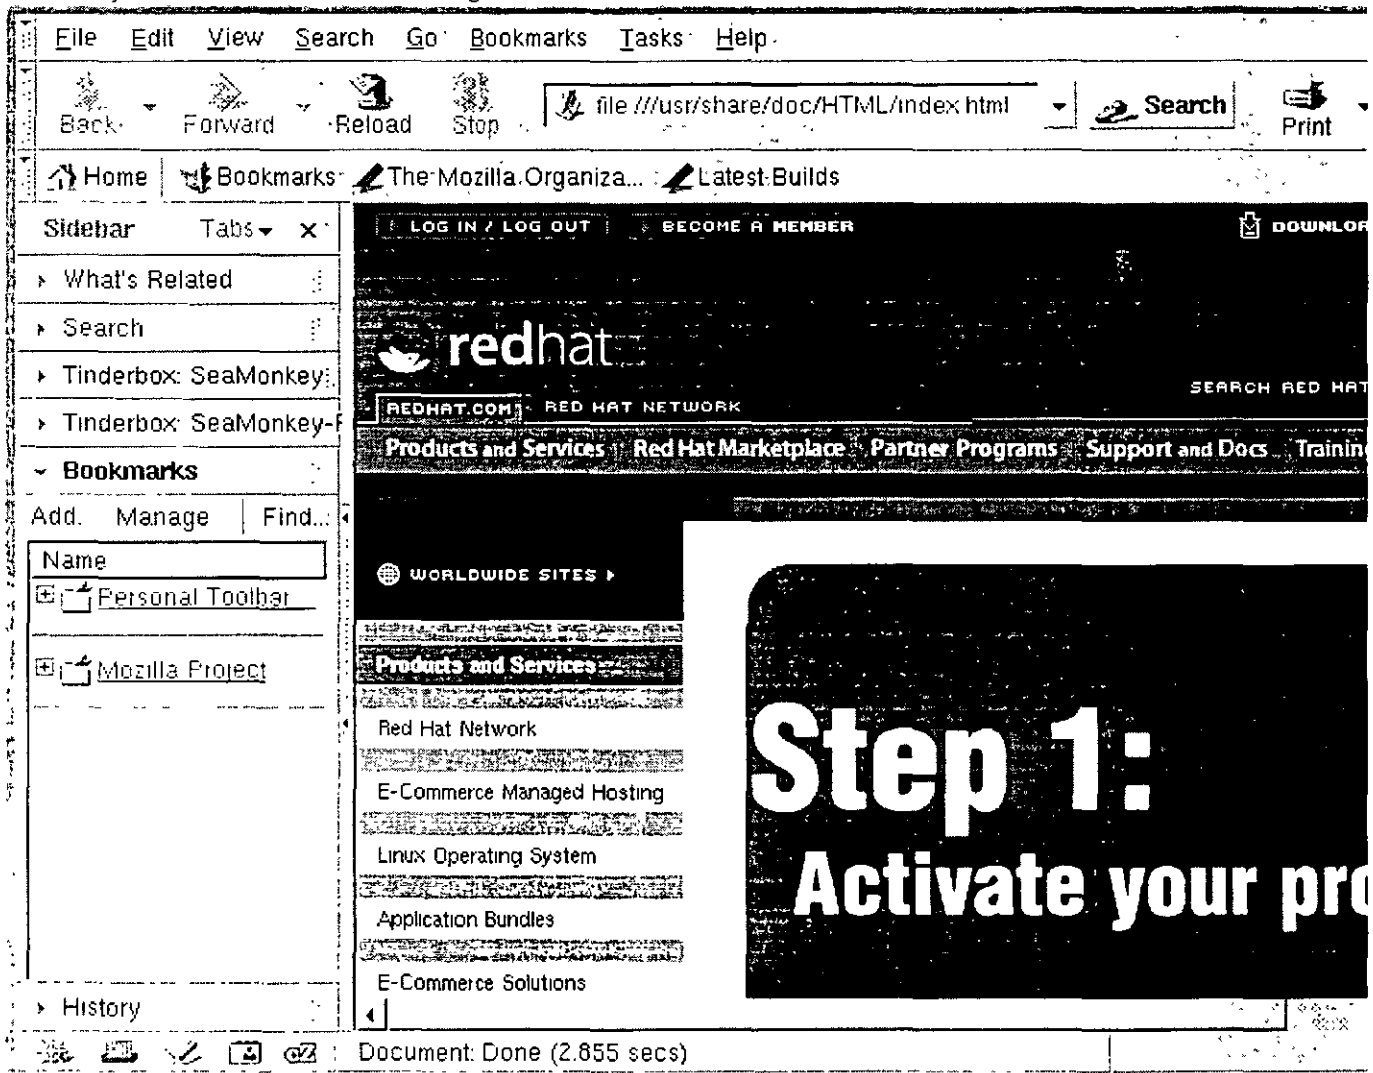 File Edit View Search Go Bookmarks Tasks Help
Back Forward Reload Stop file ///usr/share/doc/HTML/index html Search Print
Home Bookmarks The Mozilla Organiza... Latest Builds
Sidebar Tabs x
What's Related
Search
Tinderbox: SeaMonkey
Tinderbox: SeaMonkey-
Bookmarks
Add. Manage Find...
Name
Personal Toolbar
Mozilla Project
History
LOG IN / LOG OUT BECOME A MEMBER DOWNLOA
redhat
SEARCH RED HAT
REDHAT.COM RED HAT NETWORK
Products and Services Red Hat Marketplace Partner Programs Support and Docs Trainin
WORLDWIDE SITES
Products and Services
Red Hat Network
E-Commerce Managed Hosting
Linux Operating System
Application Bundles
E-Commerce Solutions
Step 1:
Activate your pro
Document: Done (2.855 secs)